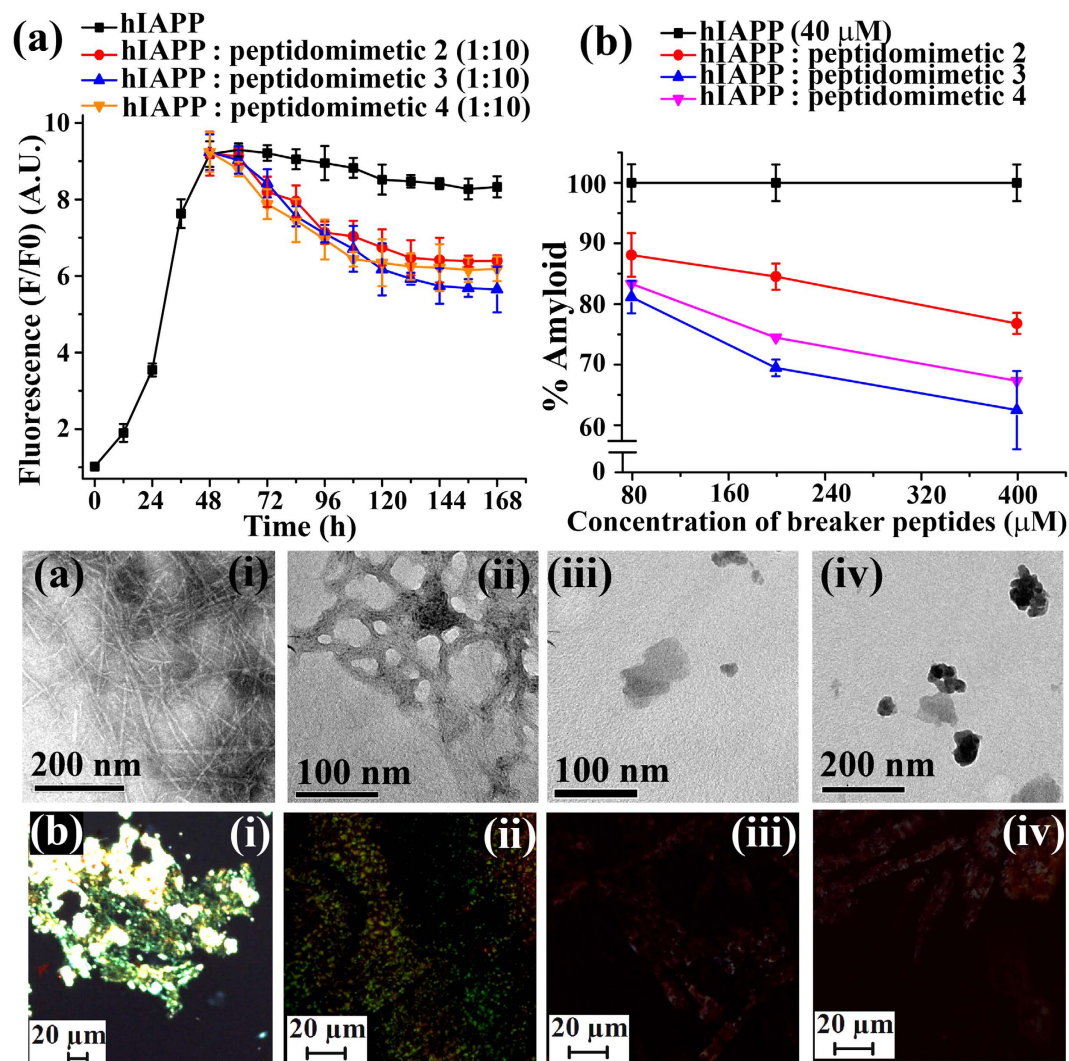 (a)
hIAPP
hIAPP : peptidomimetic 2 (1:10)
hIAPP : peptidomimetic 3 (1:10)
hIAPP : peptidomimetic 4 (1:10)
Fluorescence (F/F0) (A.U.)
10
8
6
4
2
0 24 48 72 96 120 144 168
Time (h)
(b)
hIAPP (40 μM)
hIAPP : peptidomimetic 2
hIAPP : peptidomimetic 3
hIAPP : peptidomimetic 4
% Amyloid
100
90
80
70
60
0
80 160 240 320 400
Concentration of breaker peptides (μM)
(a) (i)
200 nm
(ii)
100 nm
(iii)
100 nm
(iv)
200 nm
(b) (i)
20 μm
(ii)
20 μm
(iii)
20 μm
(iv)
20 μm